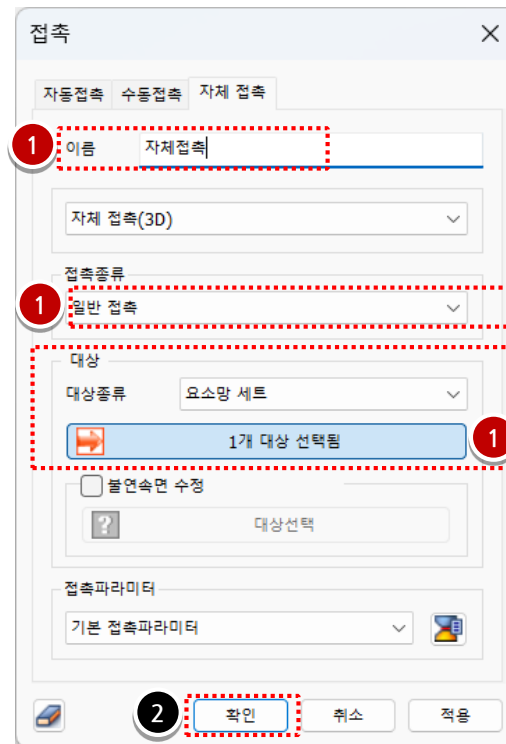 접촉
자동접촉 수동접촉 자체 접촉
1 이름 자체접촉
자체 접촉(3D)
접촉종류
1 일반 접촉
대상
대상종류 요소망 세트
1개 대상 선택됨 1
불연속면 수정
? 대상선택
접촉파라미터
기본 접촉파라미터
2 확인 취소 적용